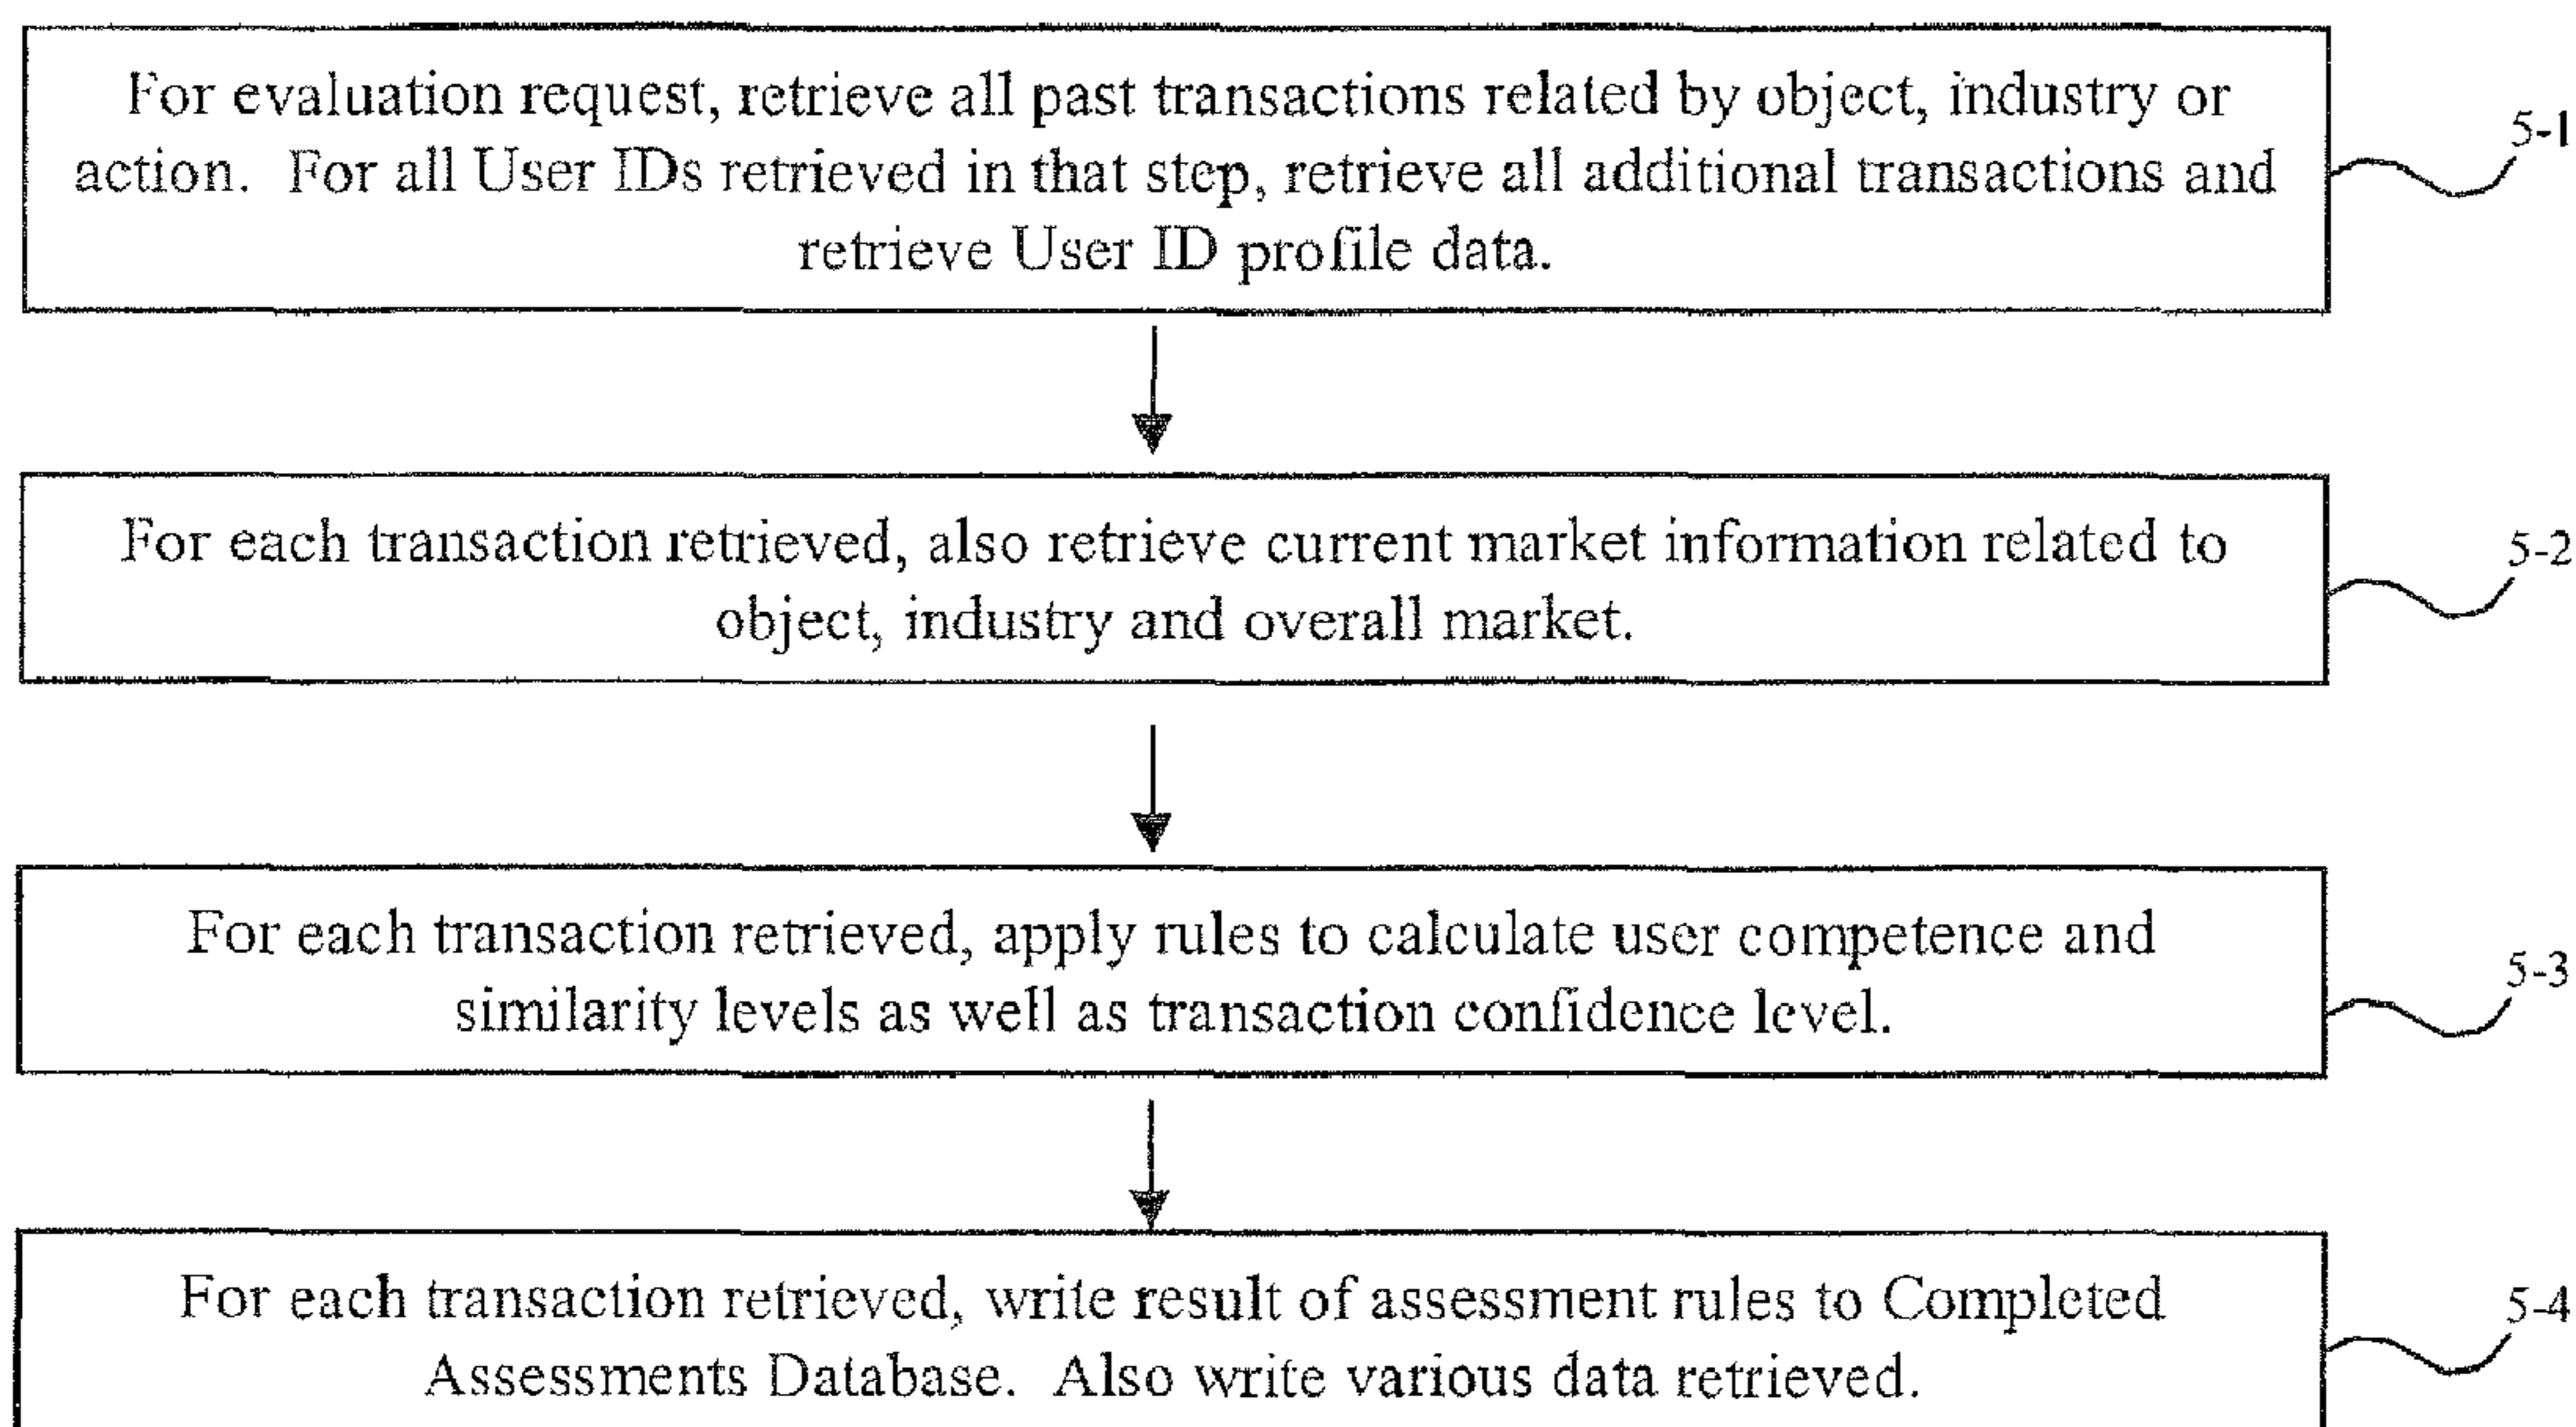 For evaluation request, retrieve all past transactions related by object, industry or
action. For all User IDs retrieved in that step, retrieve all additional transactions and
retrieve User ID profile data.
5-1
For each transaction retrieved, also retrieve current market information related to
object, industry and overall market.
5-2
For each transaction retrieved, apply rules to calculate user competence and
similarity levels as well as transaction confidence level.
5-3
For each transaction retrieved, write result of assessment rules to Completed
Assessments Database. Also write various data retrieved.
5-4